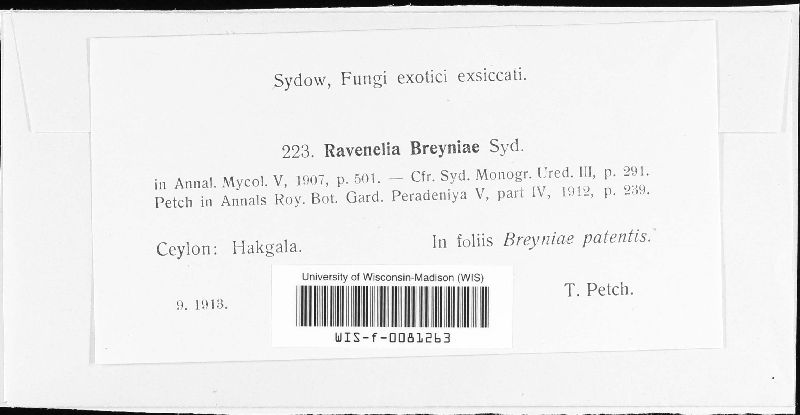 Sydow, Fungi exotici exsiccati.
223. Ravenelia Breyniae Syd.
in Annal. Mycol. V, 1907, p. 501. — Cfr. Syd. Monogr. Ured. III, p. 291.
Petch in Annals Roy. Bot. Gard. Peradeniya V, part IV, 1912, p. 239.
Ceylon: Hakgala. In foliis Breyniae patentis.
University of Wisconsin-Madison (WIS)
9. 1913. T. Petch.
WIS-f-0081263